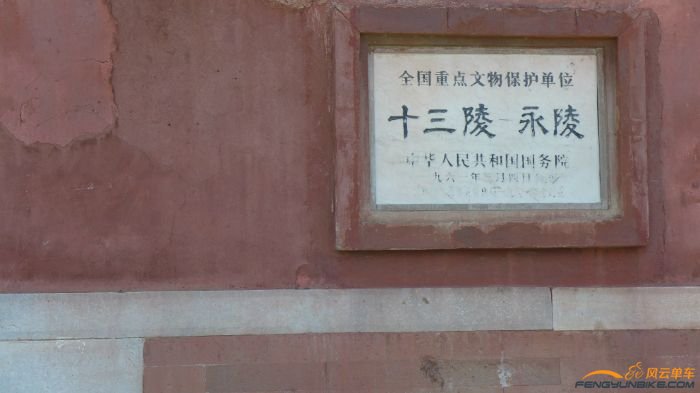 全国重点文物保护单位
十三陵-永陵
中华人民共和国国务院
一九六一年三月四日
风云单车
FENGYUNBIKE.COM